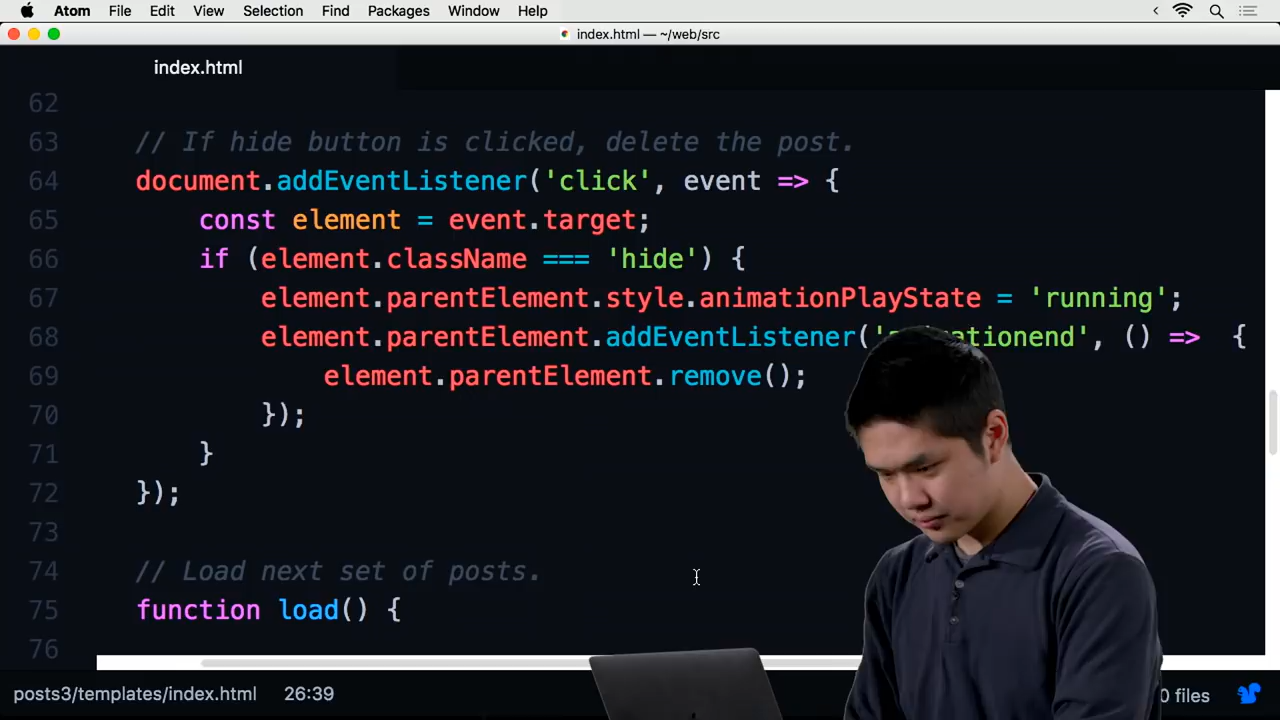 Atom File Edit View Selection Find Packages Window Help
index.html — ~/web/src
index.html
62
63 // If hide button is clicked, delete the post.
64 document.addEventListener('click', event => {
65 const element = event.target;
66 if (element.className === 'hide') {
67 element.parentElement.style.animationPlayState = 'running';
68 element.parentElement.addEventListener('animationend', () => {
69 element.parentElement.remove();
70 });
71 }
72 });
73
74 // Load next set of posts.
75 function load() {
76
posts3/templates/index.html 26:39 0 files